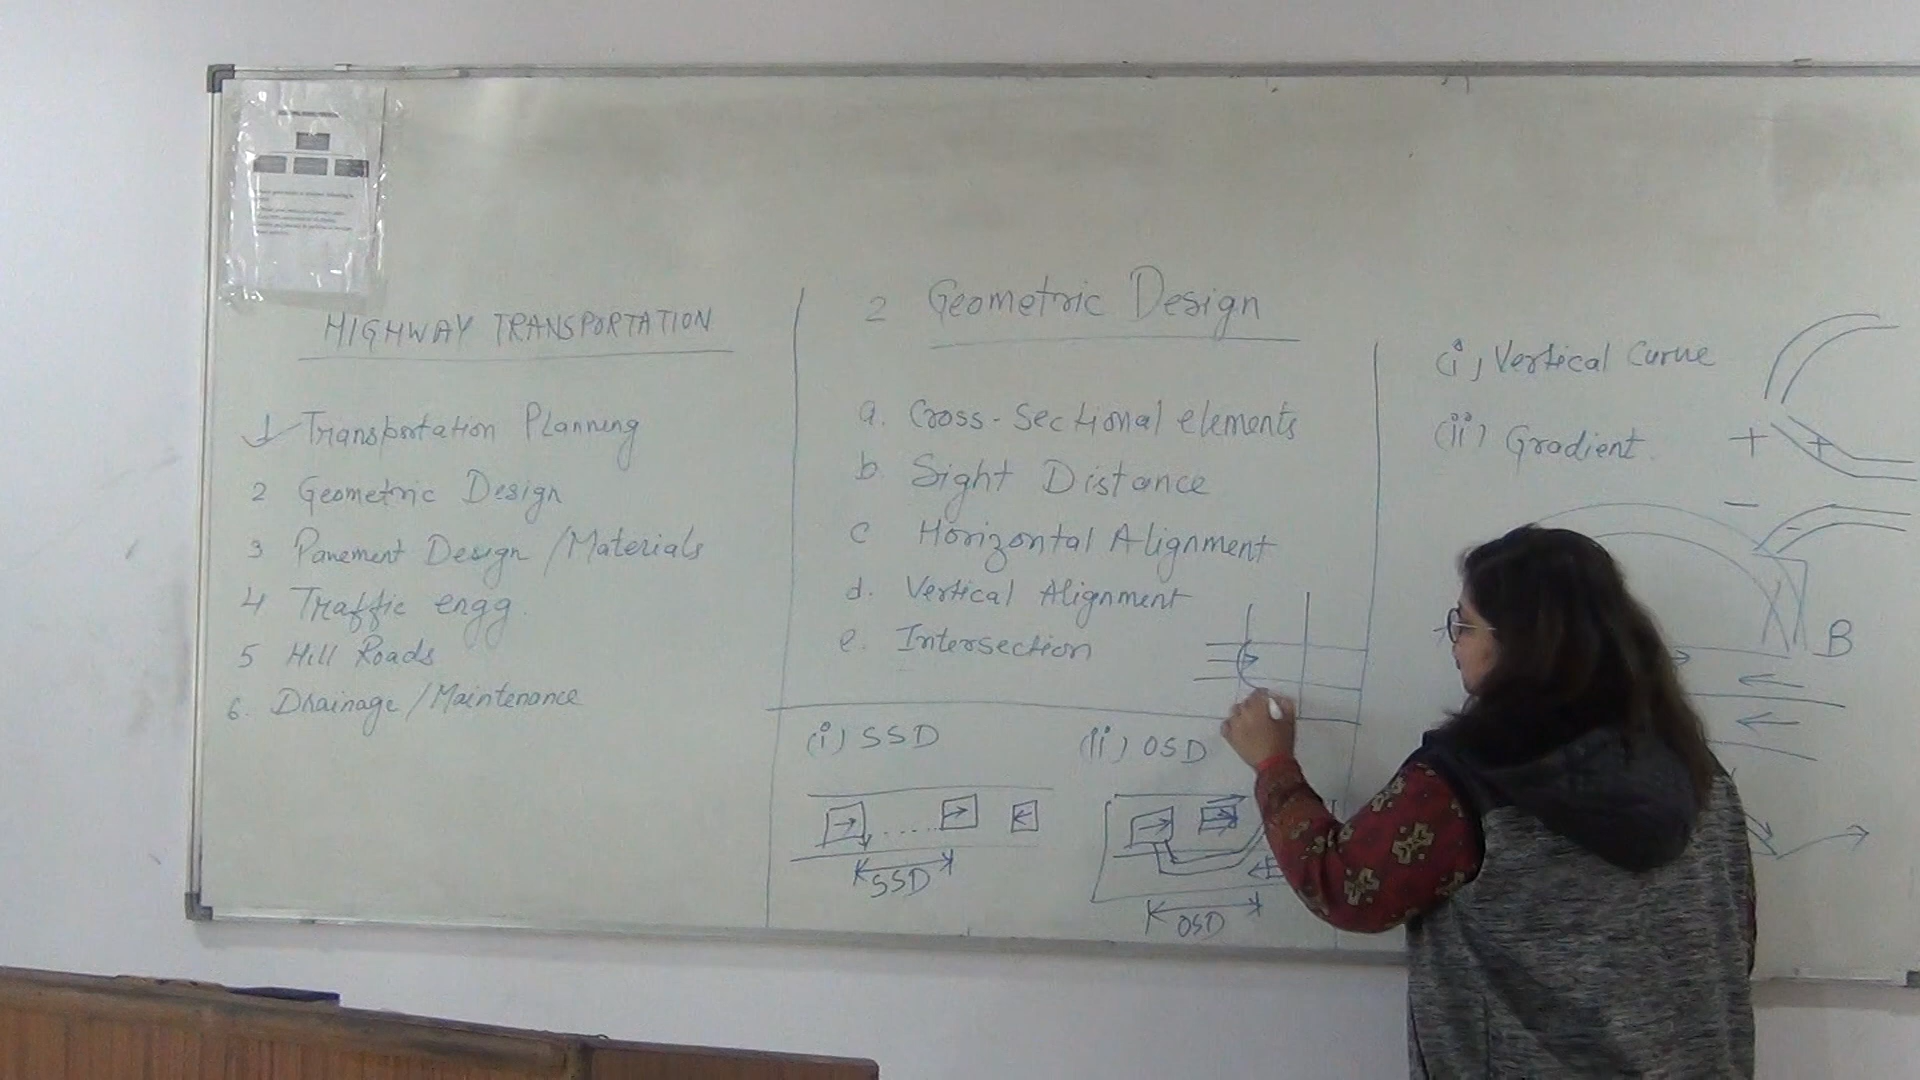 HIGHWAY TRANSPORTATION
1 Transportation Planning
2 Geometric Design
3 Pavement Design / Materials
4 Traffic engg.
5 Hill Roads
6. Drainage / Maintenance
2 Geometric Design
a. Cross-Sectional elements
b. Sight Distance
c Horizontal Alignment
d. Vertical Alignment
e. Intersection
(i) SSD
SSD
(ii) OSD
OSD
(i) Vertical Curve
(ii) Gradient.
+ +
- -
B